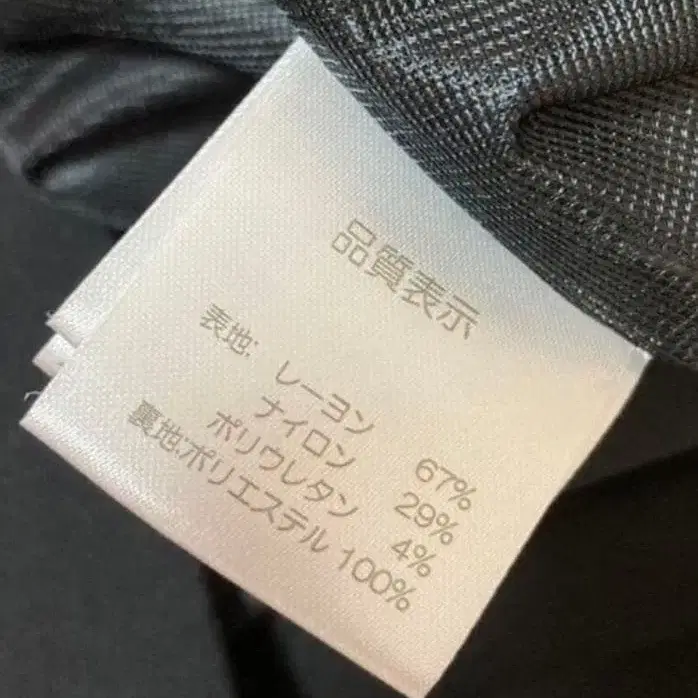 品質表示
表地: レーヨン 67%
ナイロン 29%
ポリウレタン 4%
裏地:ポリエステル 100%